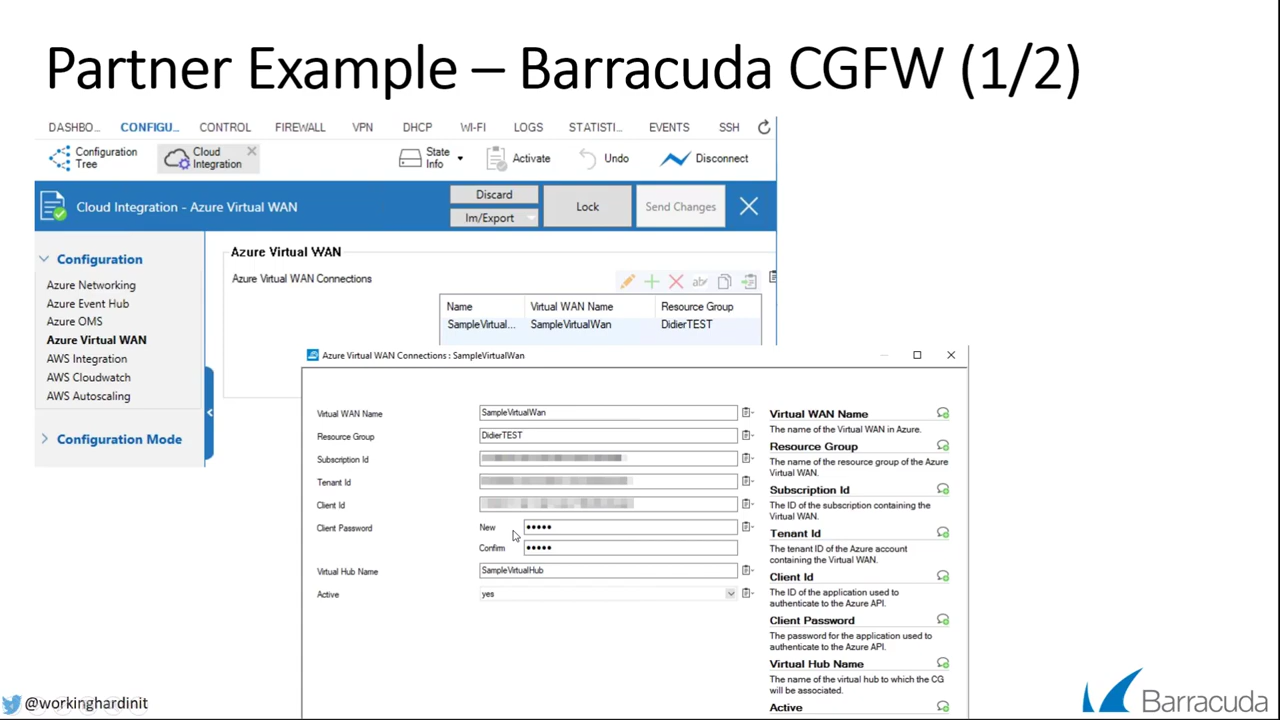 Partner Example – Barracuda CGFW (1/2)
DASHBO... CONFIGU... CONTROL FIREWALL VPN DHCP WI-FI LOGS STATISTI... EVENTS SSH
Configuration Tree
Cloud Integration
State Info
Activate
Undo
Disconnect
Cloud Integration - Azure Virtual WAN
Discard
Im/Export
Lock
Send Changes
Configuration
Azure Networking
Azure Event Hub
Azure OMS
Azure Virtual WAN
AWS Integration
AWS Cloudwatch
AWS Autoscaling
Configuration Mode
Azure Virtual WAN
Azure Virtual WAN Connections
Name Virtual WAN Name Resource Group
SampleVirtual... SampleVirtualWan DidierTEST
Azure Virtual WAN Connections : SampleVirtualWan
Virtual WAN Name SampleVirtualWan
Resource Group DidierTEST
Subscription Id
Tenant Id
Client Id
Client Password New •••••
Confirm •••••
Virtual Hub Name SampleVirtualHub
Active yes
Virtual WAN Name
The name of the Virtual WAN in Azure.
Resource Group
The name of the resource group of the Azure
Virtual WAN.
Subscription Id
The ID of the subscription containing the
Virtual WAN.
Tenant Id
The tenant ID of the Azure account
containing the Virtual WAN.
Client Id
The ID of the application used to
authenticate to the Azure API.
Client Password
The password for the application used to
authenticate to the Azure API.
Virtual Hub Name
The name of the virtual hub to which the CG
will be associated.
Active
@workinghardinit
Barracuda